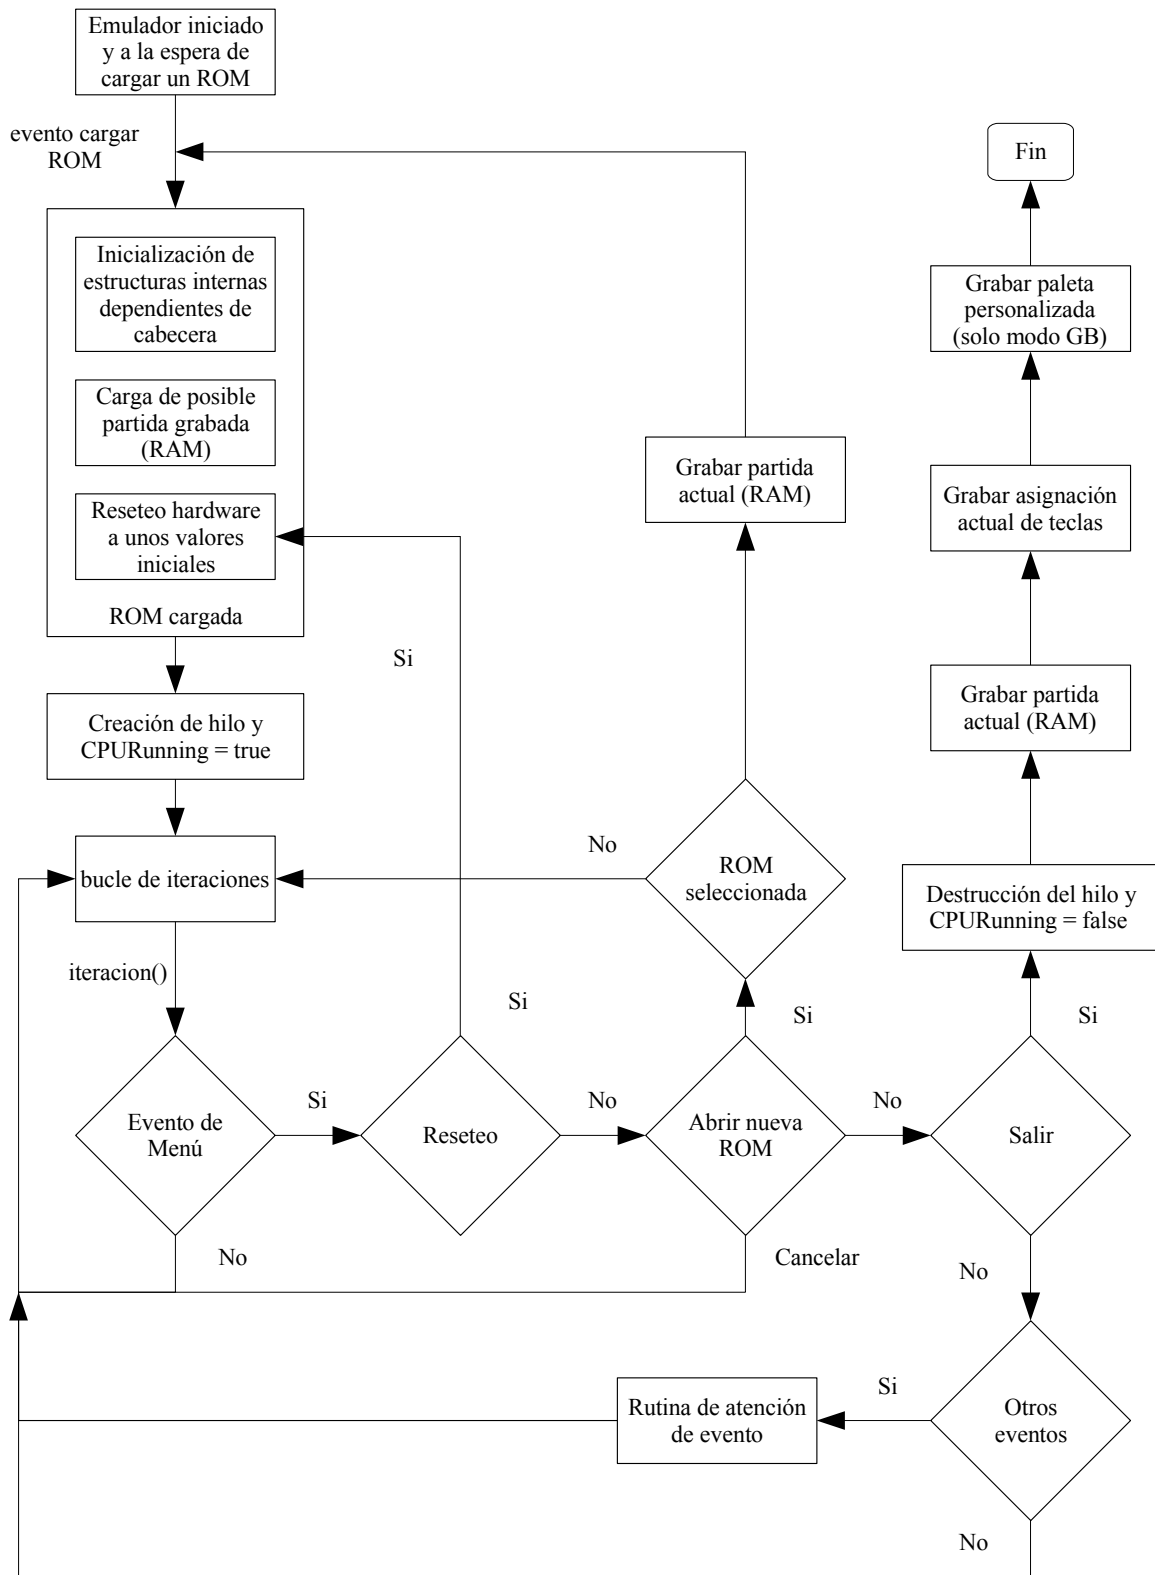 Emulador iniciado
y a la espera de
cargar un ROM
evento cargar
ROM
Fin
Inicialización de
estructuras internas
dependientes de
cabecera
Grabar paleta
personalizada
(solo modo GB)
Carga de posible
partida grabada
(RAM)
Grabar partida
actual (RAM)
Grabar asignación
actual de teclas
Reseteo hardware
a unos valores
iniciales
ROM cargada
Si
Grabar partida
actual (RAM)
Creación de hilo y
CPURunning = true
No
ROM
seleccionada
bucle de iteraciones
Destrucción del hilo y
CPURunning = false
iteracion()
Si
Si
Si
Evento de
Menú
Si
Reseteo
No
Abrir nueva
ROM
No
Salir
No
Cancelar
No
Rutina de atención
de evento
Si
Otros
eventos
No